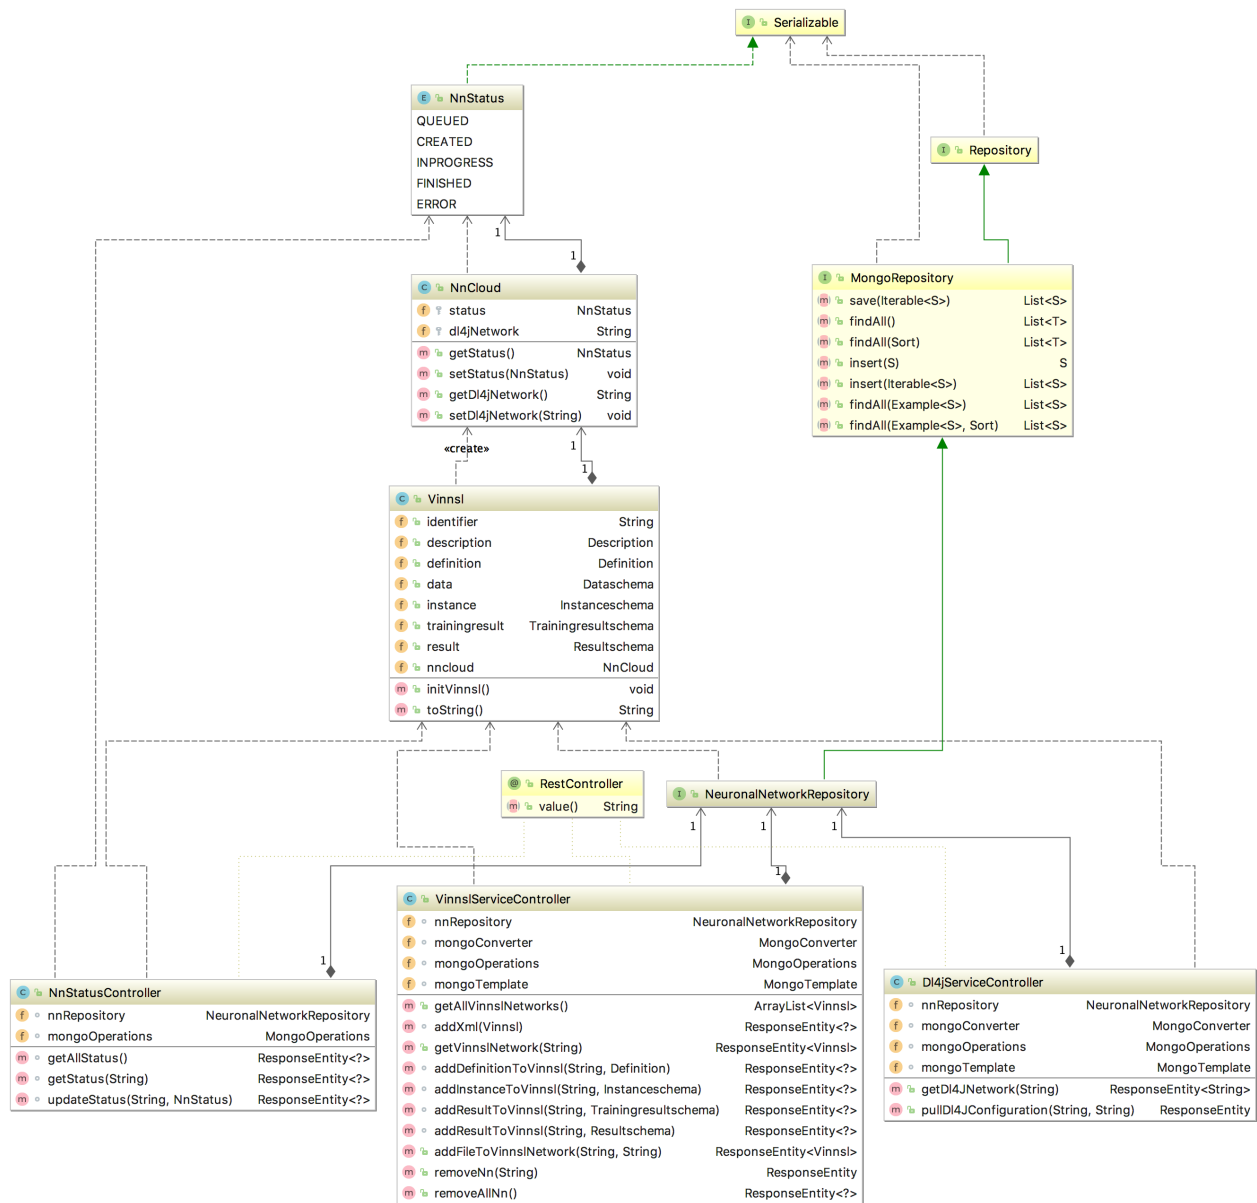 Serializable
NnStatus
QUEUED
CREATED
INPROGRESS
FINISHED
ERROR
Repository
1
1
NnCloud
status NnStatus
dl4jNetwork String
getStatus() NnStatus
setStatus(NnStatus) void
getDl4jNetwork() String
setDl4jNetwork(String) void
MongoRepository
save(Iterable<S>) List<S>
findAll() List<T>
findAll(Sort) List<T>
insert(S) S
insert(Iterable<S>) List<S>
findAll(Example<S>) List<S>
findAll(Example<S>, Sort) List<S>
«create»
1
1
Vinnsl
identifier String
description Description
definition Definition
data Dataschema
instance Instanceschema
trainingresult Trainingresultschema
result Resultschema
nncloud NnCloud
initVinnsl() void
toString() String
RestController
value() String
NeuronalNetworkRepository
1
1
1
1
1
1
NnStatusController
nnRepository NeuronalNetworkRepository
mongoOperations MongoOperations
getAllStatus() ResponseEntity<?>
getStatus(String) ResponseEntity<?>
updateStatus(String, NnStatus) ResponseEntity<?>
VinnslServiceController
nnRepository NeuronalNetworkRepository
mongoConverter MongoConverter
mongoOperations MongoOperations
mongoTemplate MongoTemplate
getAllVinnslNetworks() ArrayList<Vinnsl>
addXml(Vinnsl) ResponseEntity<?>
getVinnslNetwork(String) ResponseEntity<Vinnsl>
addDefinitionToVinnsl(String, Definition) ResponseEntity<?>
addInstanceToVinnsl(String, Instanceschema) ResponseEntity<?>
addResultToVinnsl(String, Trainingresultschema) ResponseEntity<?>
addResultToVinnsl(String, Resultschema) ResponseEntity<?>
addFileToVinnslNetwork(String, String) ResponseEntity<Vinnsl>
removeNn(String) ResponseEntity
removeAllNn() ResponseEntity<?>
Dl4jServiceController
nnRepository NeuronalNetworkRepository
mongoConverter MongoConverter
mongoOperations MongoOperations
mongoTemplate MongoTemplate
getDl4JNetwork(String) ResponseEntity<String>
pullDl4JConfiguration(String, String) ResponseEntity